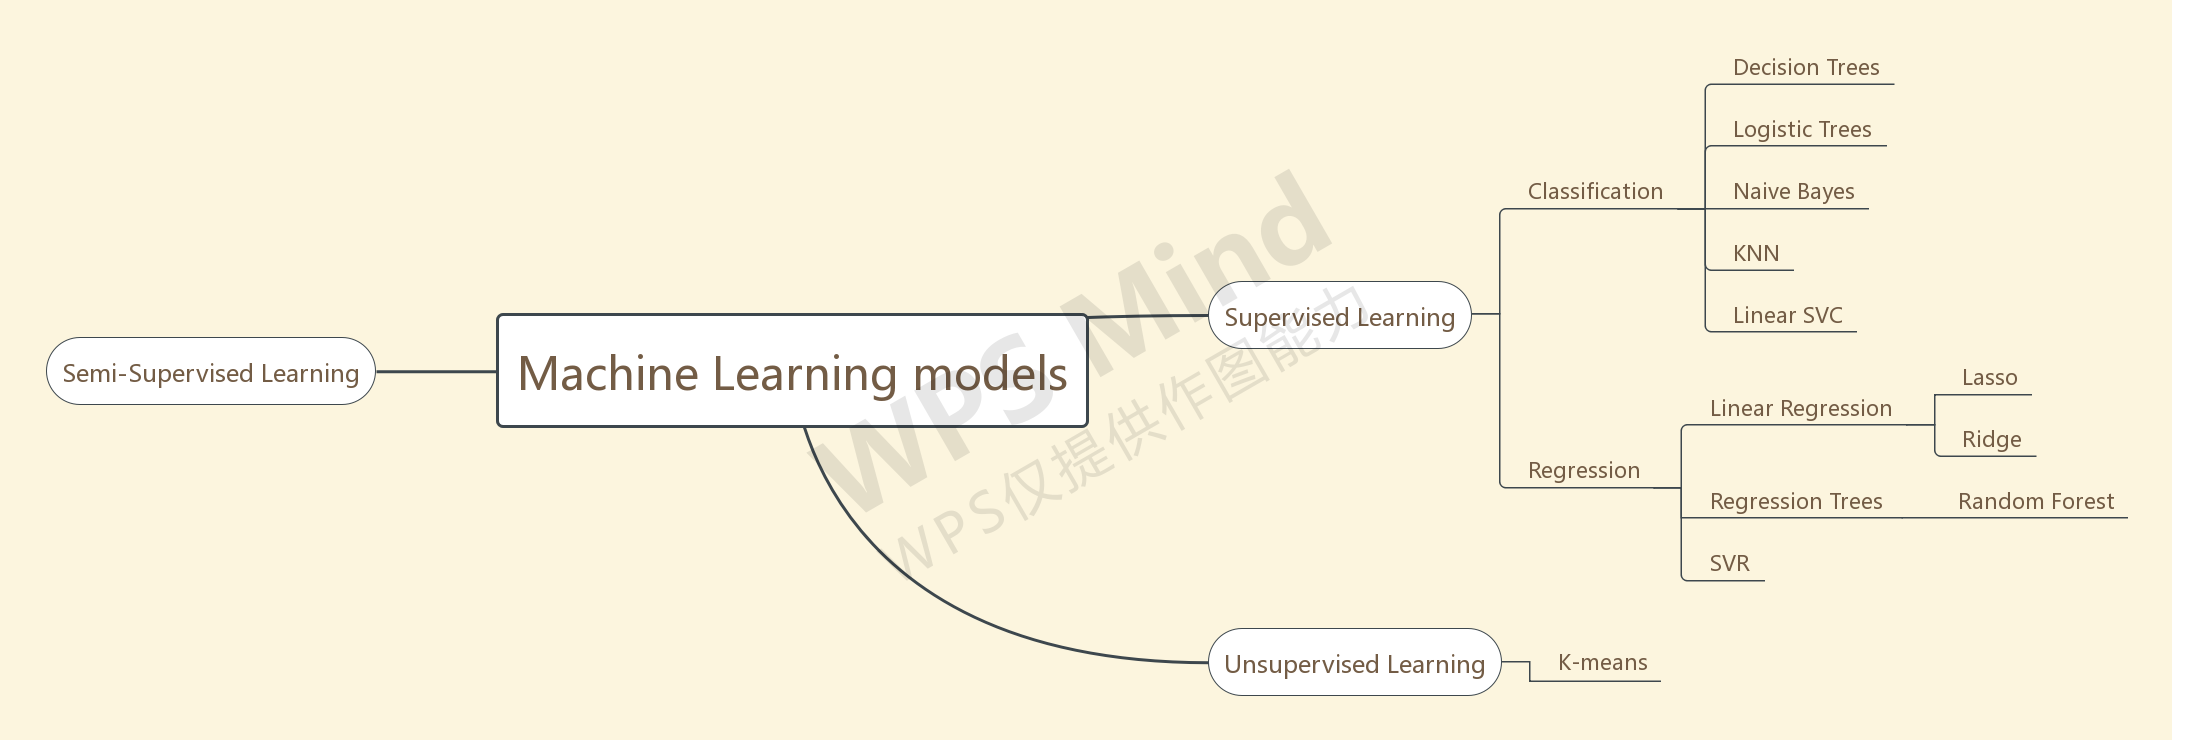 Machine Learning models
Semi-Supervised Learning
Supervised Learning
Classification
Decision Trees
Logistic Trees
Naive Bayes
KNN
Linear SVC
Regression
Linear Regression
Lasso
Ridge
Regression Trees
Random Forest
SVR
Unsupervised Learning
K-means
WPS Mind
WPS仅提供作图能力